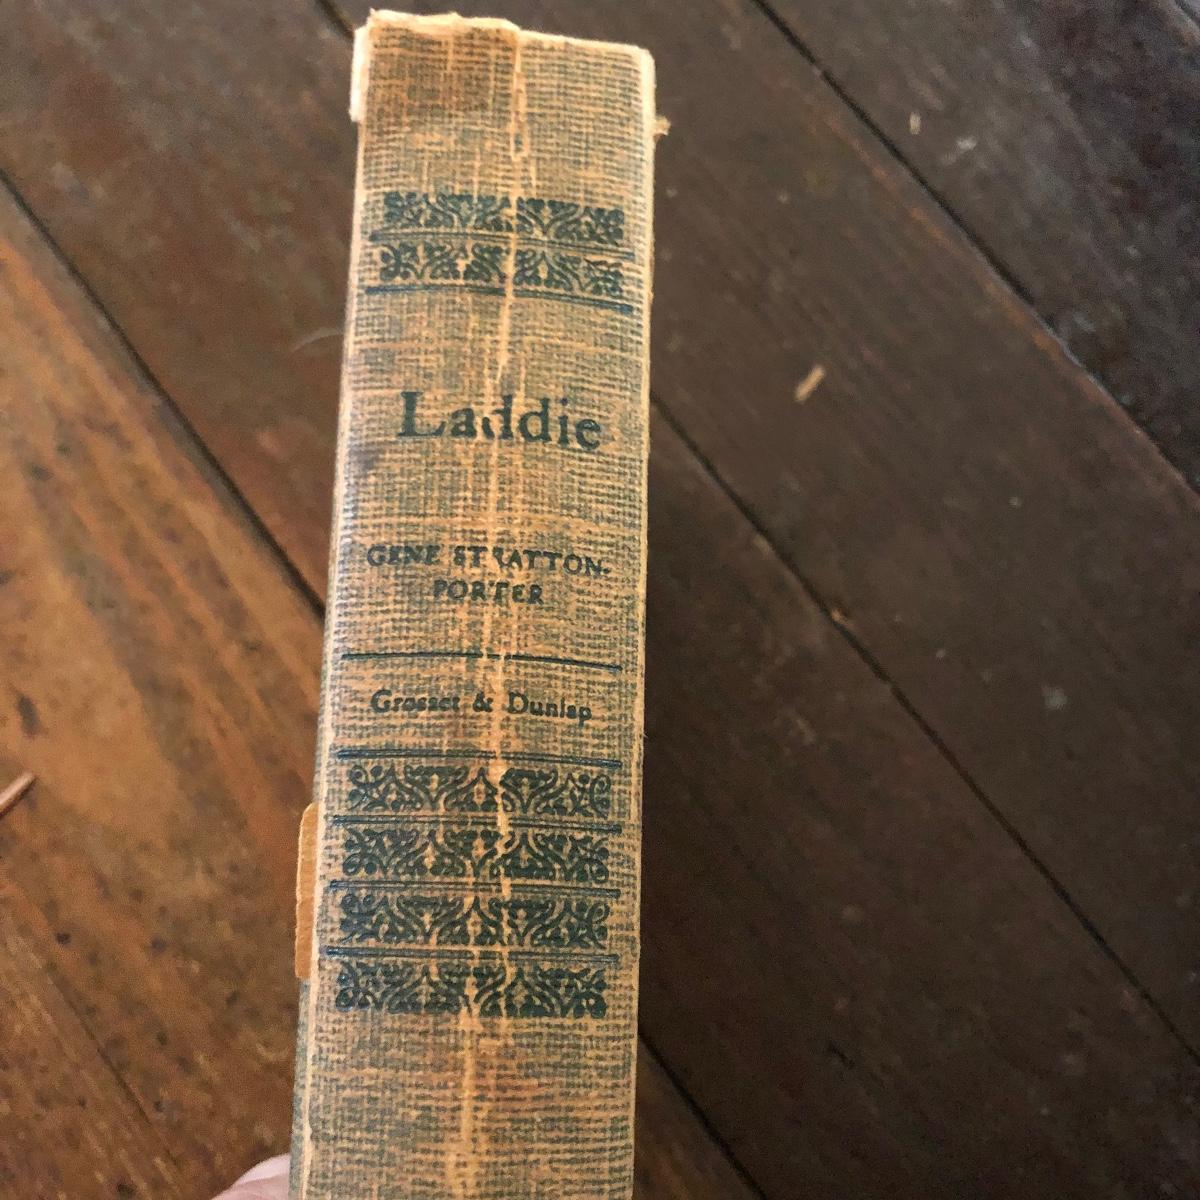 Laddie
GENE STRATTON-
PORTER
Grosset & Dunlap